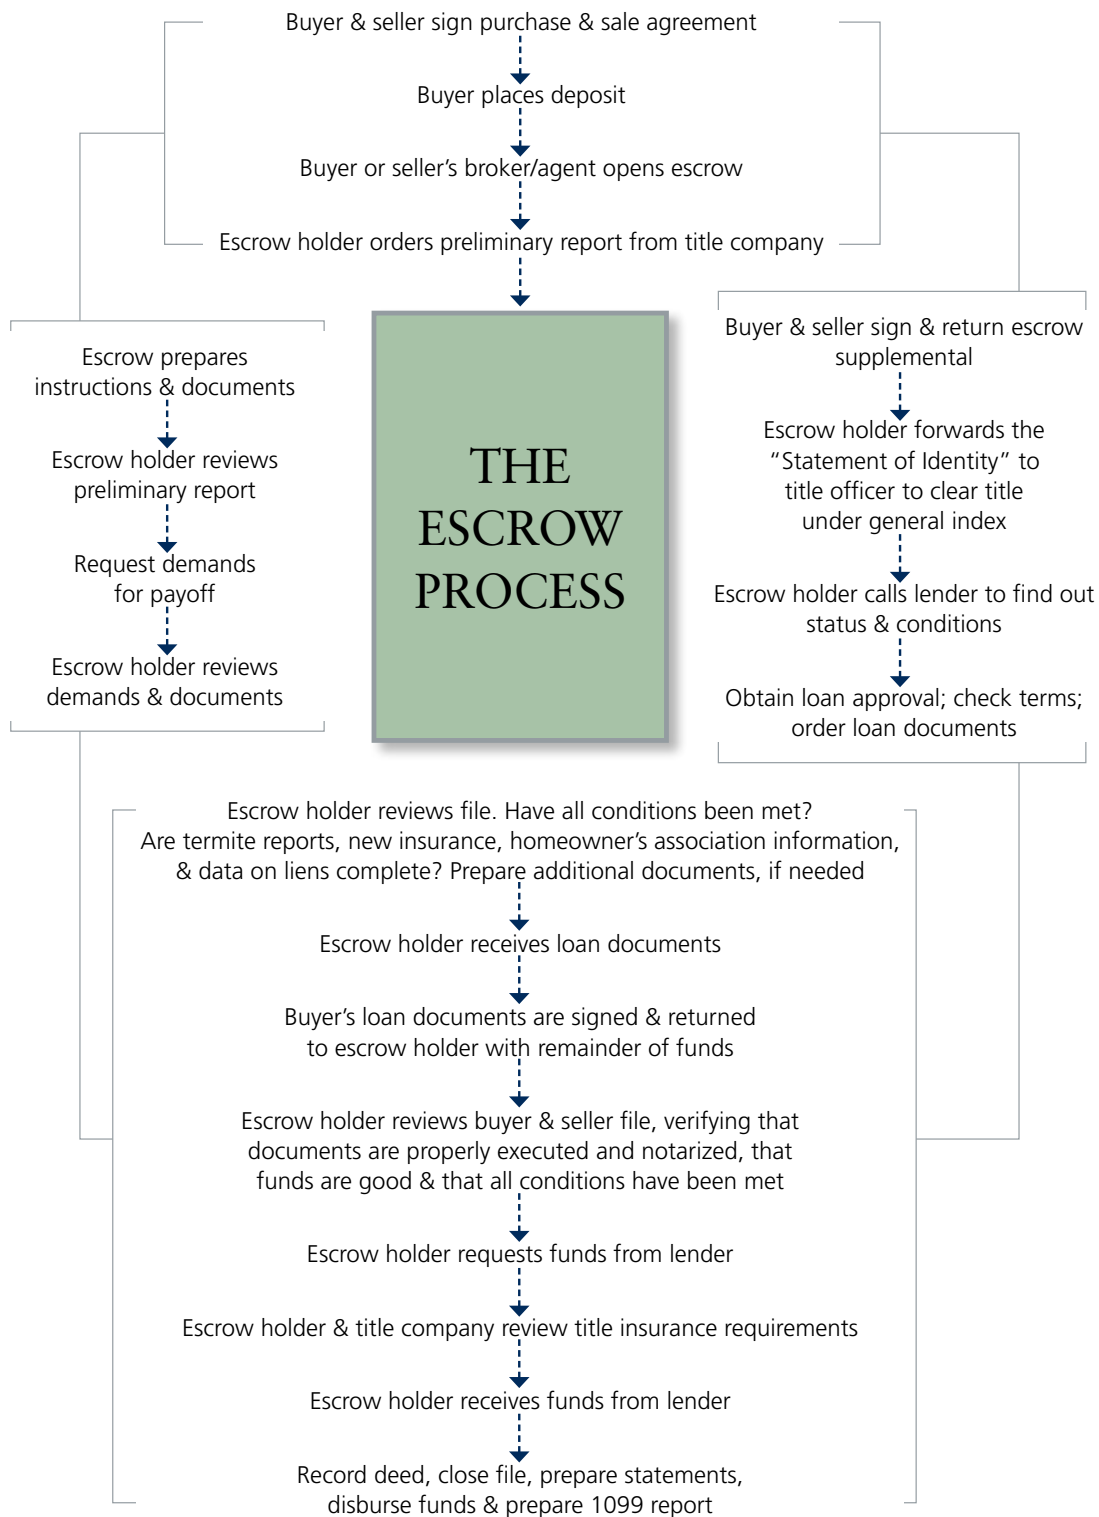 Buyer & seller sign purchase & sale agreement
Buyer places deposit
Buyer or seller's broker/agent opens escrow
Escrow holder orders preliminary report from title company
Escrow prepares
instructions & documents
Escrow holder reviews
preliminary report
Request demands
for payoff
Escrow holder reviews
demands & documents
THE
ESCROW
PROCESS
Buyer & seller sign & return escrow
supplemental
Escrow holder forwards the
“Statement of Identity” to
title officer to clear title
under general index
Escrow holder calls lender to find out
status & conditions
Obtain loan approval; check terms;
order loan documents
Escrow holder reviews file. Have all conditions been met?
Are termite reports, new insurance, homeowner's association information,
& data on liens complete? Prepare additional documents, if needed
Escrow holder receives loan documents
Buyer's loan documents are signed & returned
to escrow holder with remainder of funds
Escrow holder reviews buyer & seller file, verifying that
documents are properly executed and notarized, that
funds are good & that all conditions have been met
Escrow holder requests funds from lender
Escrow holder & title company review title insurance requirements
Escrow holder receives funds from lender
Record deed, close file, prepare statements,
disburse funds & prepare 1099 report